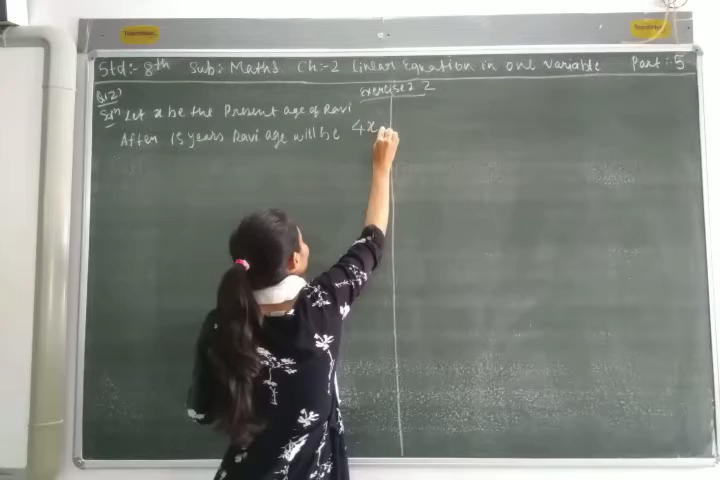 Std:- 8th Sub: Maths Ch:-2 Linear Equation in one variable Part:5
Exercise 2.2
Q12)
Solⁿ Let x be the Present age of Ravi
After 15 years Ravi age will be 4x